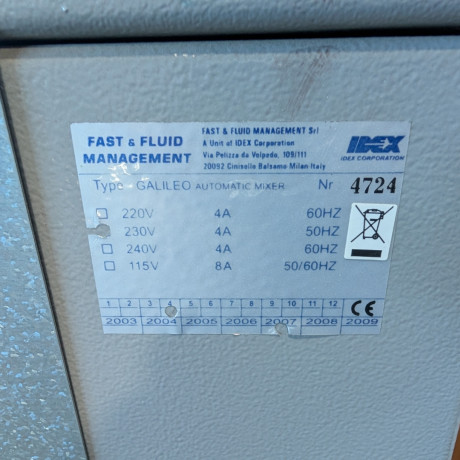 FAST & FLUID
MANAGEMENT
FAST & FLUID MANAGEMENT Srl
A Unit of IDEX Corporation
Via Pelizza da Volpedo, 109/111
20092 Cinisello Balsamo Milan Italy
IDEX
IDEX CORPORATION
Type GALILEO AUTOMATIC MIXER Nr 4724
220V 4A 60HZ
230V 4A 50HZ
240V 4A 60HZ
115V 8A 50/60HZ
1 2 3 4 5 6 7 8 9 10 11 12 CE
2003 2004 2005 2006 2007 2008 2009